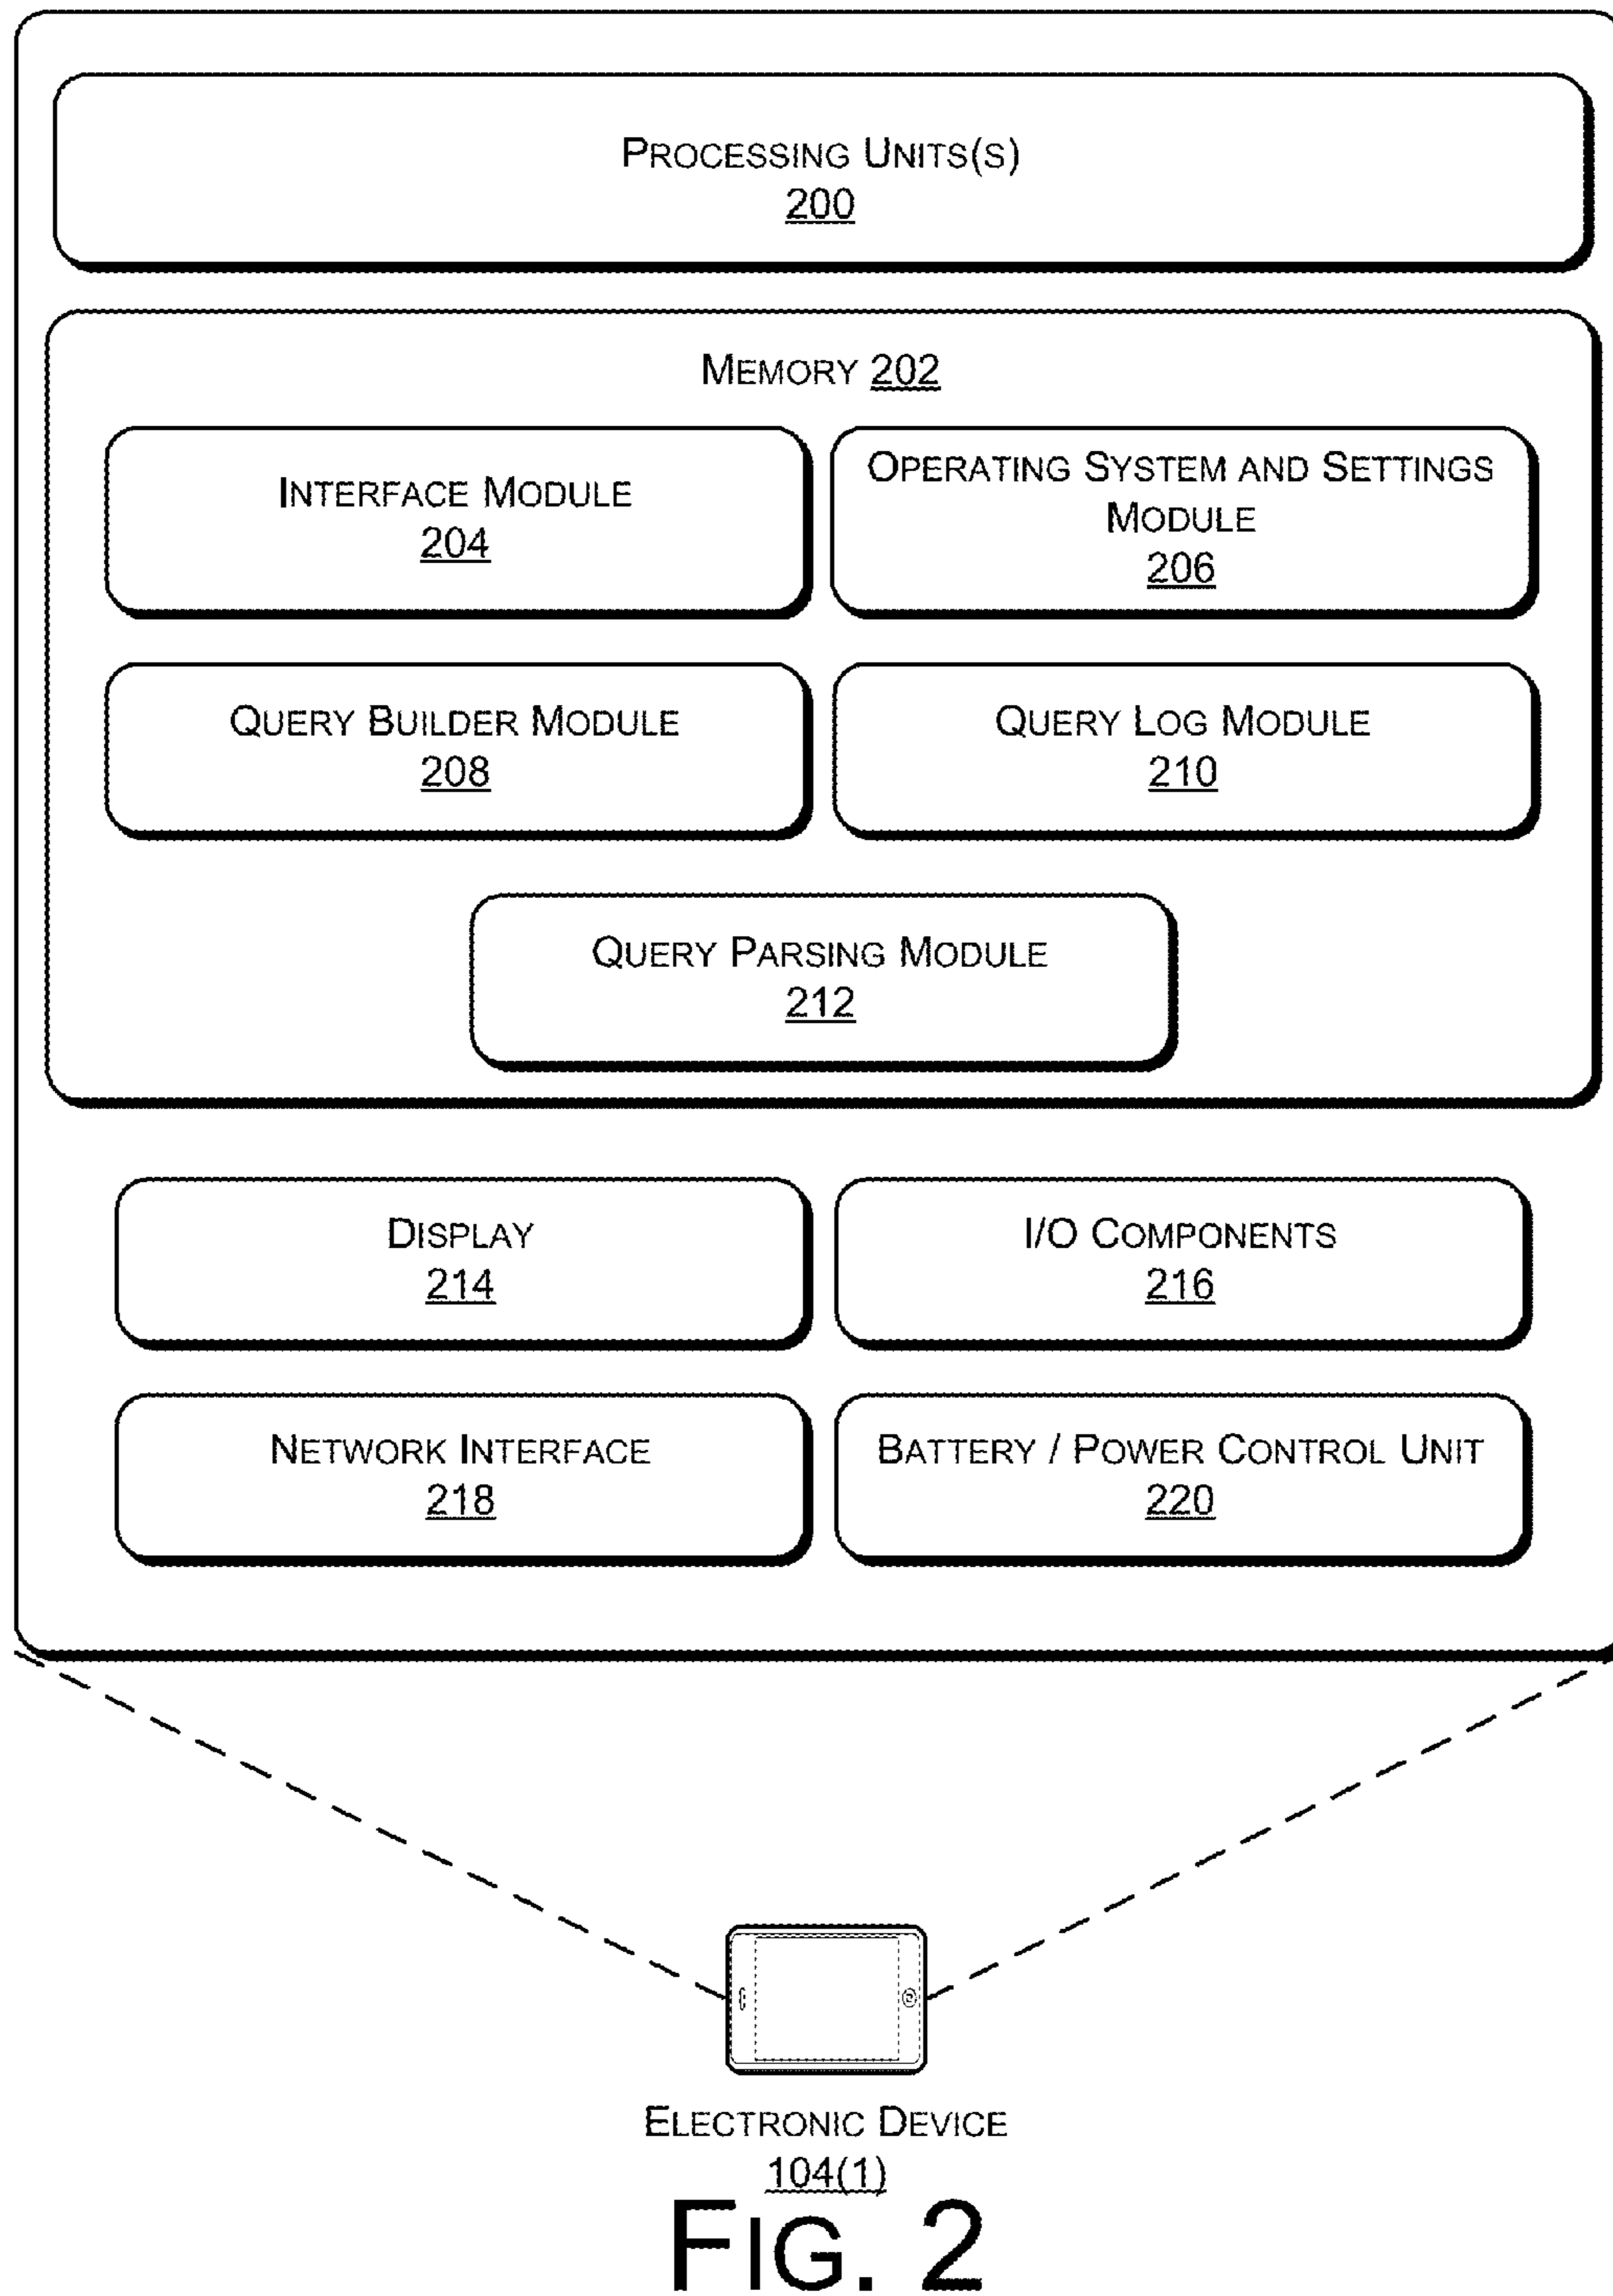 PROCESSING UNITS(S)
200
MEMORY 202
INTERFACE MODULE
204
OPERATING SYSTEM AND SETTINGS
MODULE
206
QUERY BUILDER MODULE
208
QUERY LOG MODULE
210
QUERY PARSING MODULE
212
DISPLAY
214
I/O COMPONENTS
216
NETWORK INTERFACE
218
BATTERY / POWER CONTROL UNIT
220
ELECTRONIC DEVICE
104(1)
FIG. 2